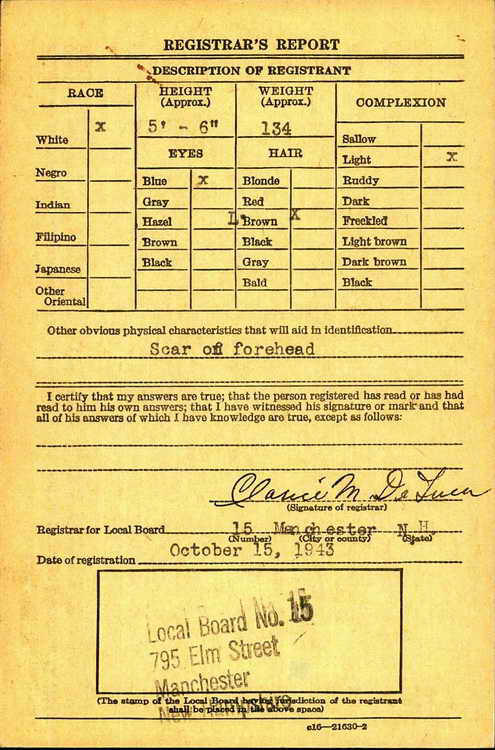 REGISTRAR'S REPORT
DESCRIPTION OF REGISTRANT
RACE
HEIGHT
(Approx.)
WEIGHT
(Approx.)
COMPLEXION
White X
5' - 6"
134
Sallow
EYES
HAIR
Light X
Negro
Blue X
Blonde
Ruddy
Indian
Gray
Red
Dark
Hazel
L. Brown X
Freckled
Filipino
Brown
Black
Light brown
Japanese
Black
Gray
Dark brown
Other
Oriental
Bald
Black
Other obvious physical characteristics that will aid in identification
Scar on forehead
I certify that my answers are true; that the person registered has read or has had
read to him his own answers; that I have witnessed his signature or mark and that
all of his answers of which I have knowledge are true, except as follows:
Clarice M. De Luca
(Signature of registrar)
Registrar for Local Board 15 Manchester N.H.
(Number) (City or county) (State)
Date of registration October 15, 1943
Local Board No. 15
795 Elm Street
Manchester
New Hampshire
(The stamp of the Local Board having jurisdiction of the registrant
shall be placed in the above space)
c16—21630-2